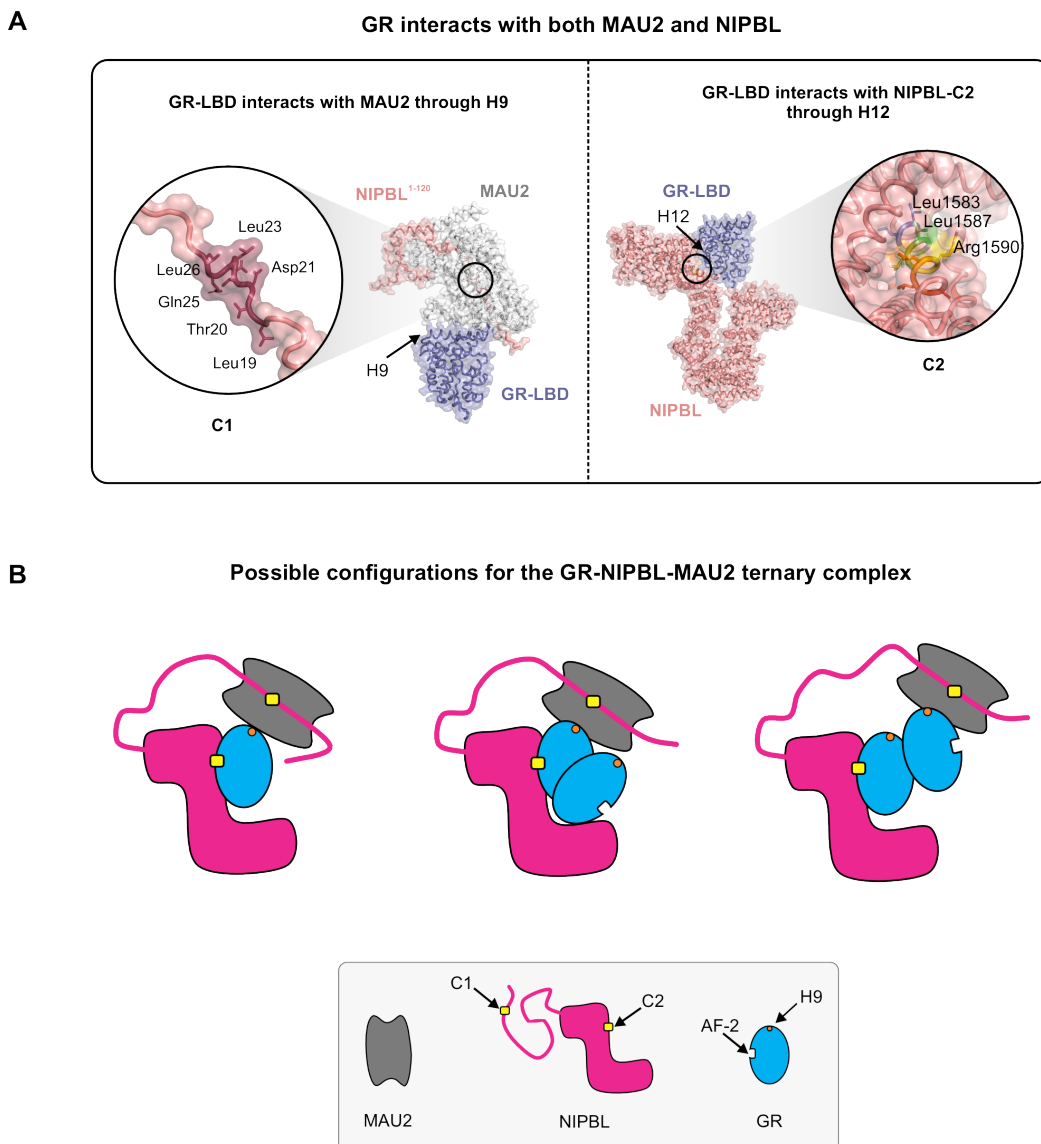 A
GR interacts with both MAU2 and NIPBL
GR-LBD interacts with MAU2 through H9
NIPBL1-120
MAU2
Leu23
Leu26
Asp21
Gln25
Thr20
Leu19
H9
GR-LBD
C1
GR-LBD interacts with NIPBL-C2
through H12
GR-LBD
H12
Leu1583
Leu1587
Arg1590
C2
NIPBL
B
Possible configurations for the GR-NIPBL-MAU2 ternary complex
C1
C2
H9
AF-2
MAU2
NIPBL
GR